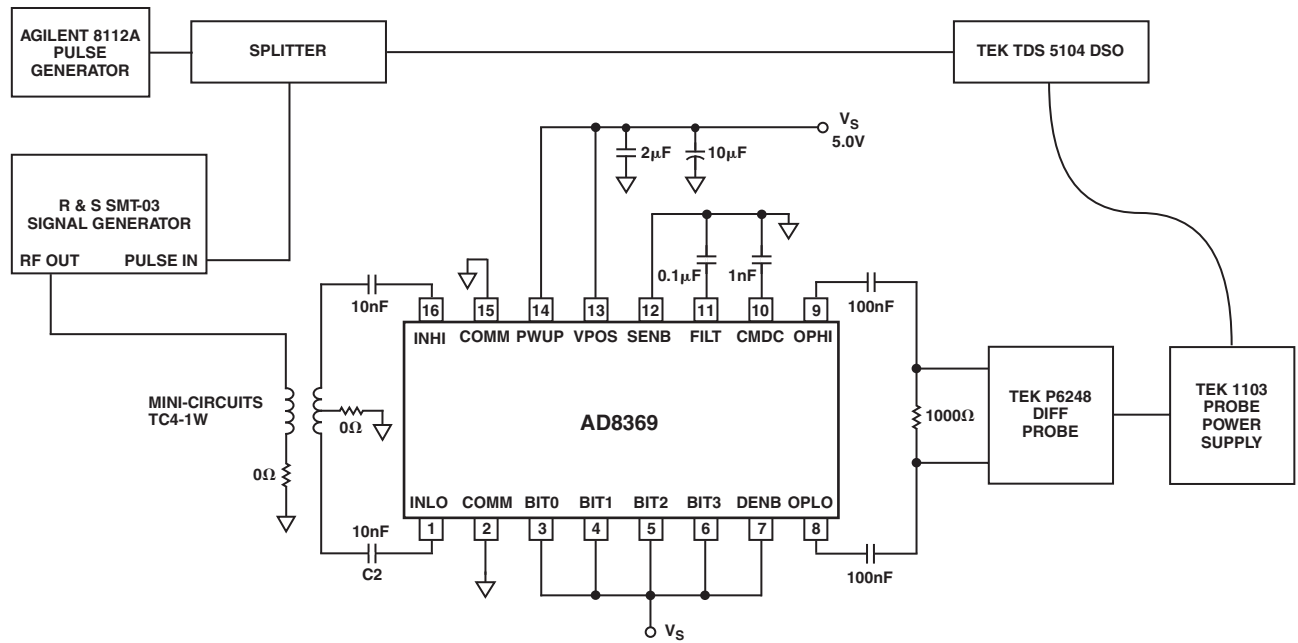 AGILENT 8112A
PULSE
GENERATOR
SPLITTER
TEK TDS 5104 DSO
VS
5.0V
2µF
10µF
R & S SMT-03
SIGNAL GENERATOR
RF OUT
PULSE IN
10nF
0.1µF
1nF
100nF
16
15
14
13
12
11
10
9
INHI
COMM
PWUP
VPOS
SENB
FILT
CMDC
OPHI
MINI-CIRCUITS
TC4-1W
0Ω
0Ω
AD8369
1000Ω
TEK P6248
DIFF
PROBE
TEK 1103
PROBE
POWER
SUPPLY
INLO
COMM
BIT0
BIT1
BIT2
BIT3
DENB
OPLO
1
2
3
4
5
6
7
8
10nF
C2
100nF
VS